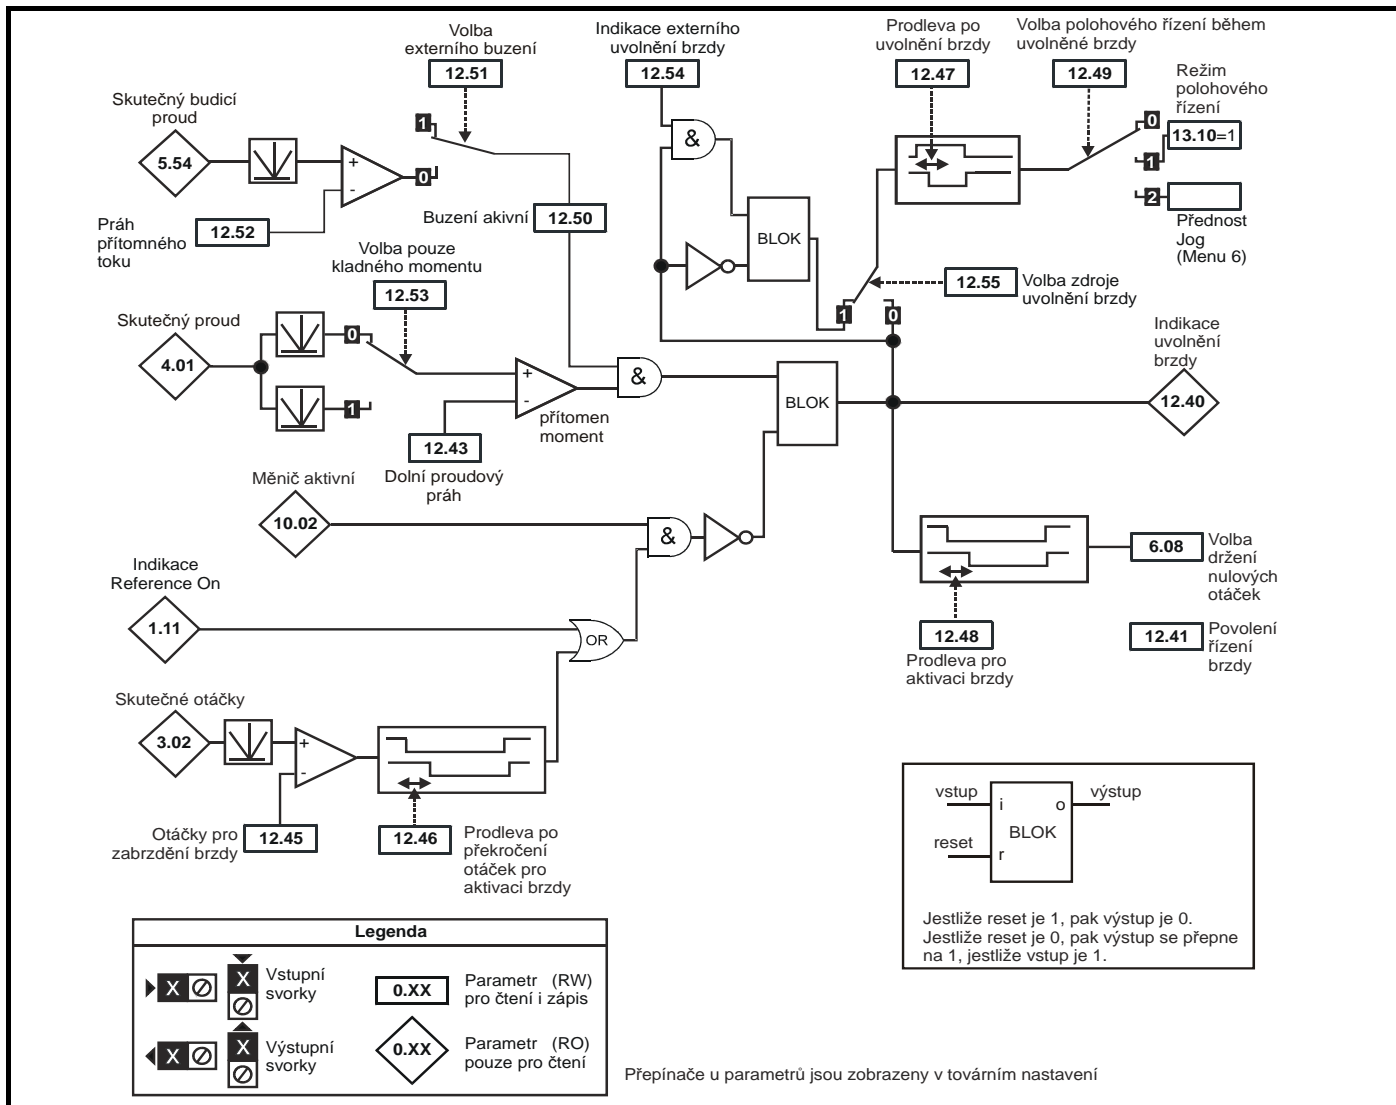 Volba
externího buzení
12.51
Indikace externího
uvolnění brzdy
12.54
Prodleva po
uvolnění brzdy
12.47
Volba polohového řízení během
uvolněné brzdy
12.49
Režim
polohového
řízení
0
13.10=1
1
2
Přednost
Jog
(Menu 6)
Skutečný budicí
proud
5.54
+
-
1
0
Práh
přítomného
toku
12.52
Buzení akivní
12.50
&
BLOK
12.55
Volba zdroje
uvolnění brzdy
1
0
Volba pouze
kladného momentu
12.53
Skutečný proud
4.01
0
1
+
-
přítomen
moment
12.43
Dolní proudový
práh
&
BLOK
Indikace
uvolnění
brzdy
12.40
Měnič aktivní
10.02
&
Indikace
Reference On
1.11
OR
6.08
Volba
držení
nulových
otáček
12.48
Prodleva pro
aktivaci brzdy
12.41
Povolení
řízení
brzdy
Skutečné otáčky
3.02
+
-
Otáčky pro
zabrzdění brzdy
12.45
12.46
Prodleva po
překročení
otáček pro
aktivaci brzdy
vstup
i
o
výstup
BLOK
reset
r
Jestliže reset je 1, pak výstup je 0.
Jestliže reset je 0, pak výstup se přepne
na 1, jestliže vstup je 1.
Legenda
X
X
Vstupní
svorky
0.XX
Parametr (RW)
pro čtení i zápis
X
X
Výstupní
svorky
0.XX
Parametr (RO)
pouze pro čtení
Přepínače u parametrů jsou zobrazeny v továrním nastavení